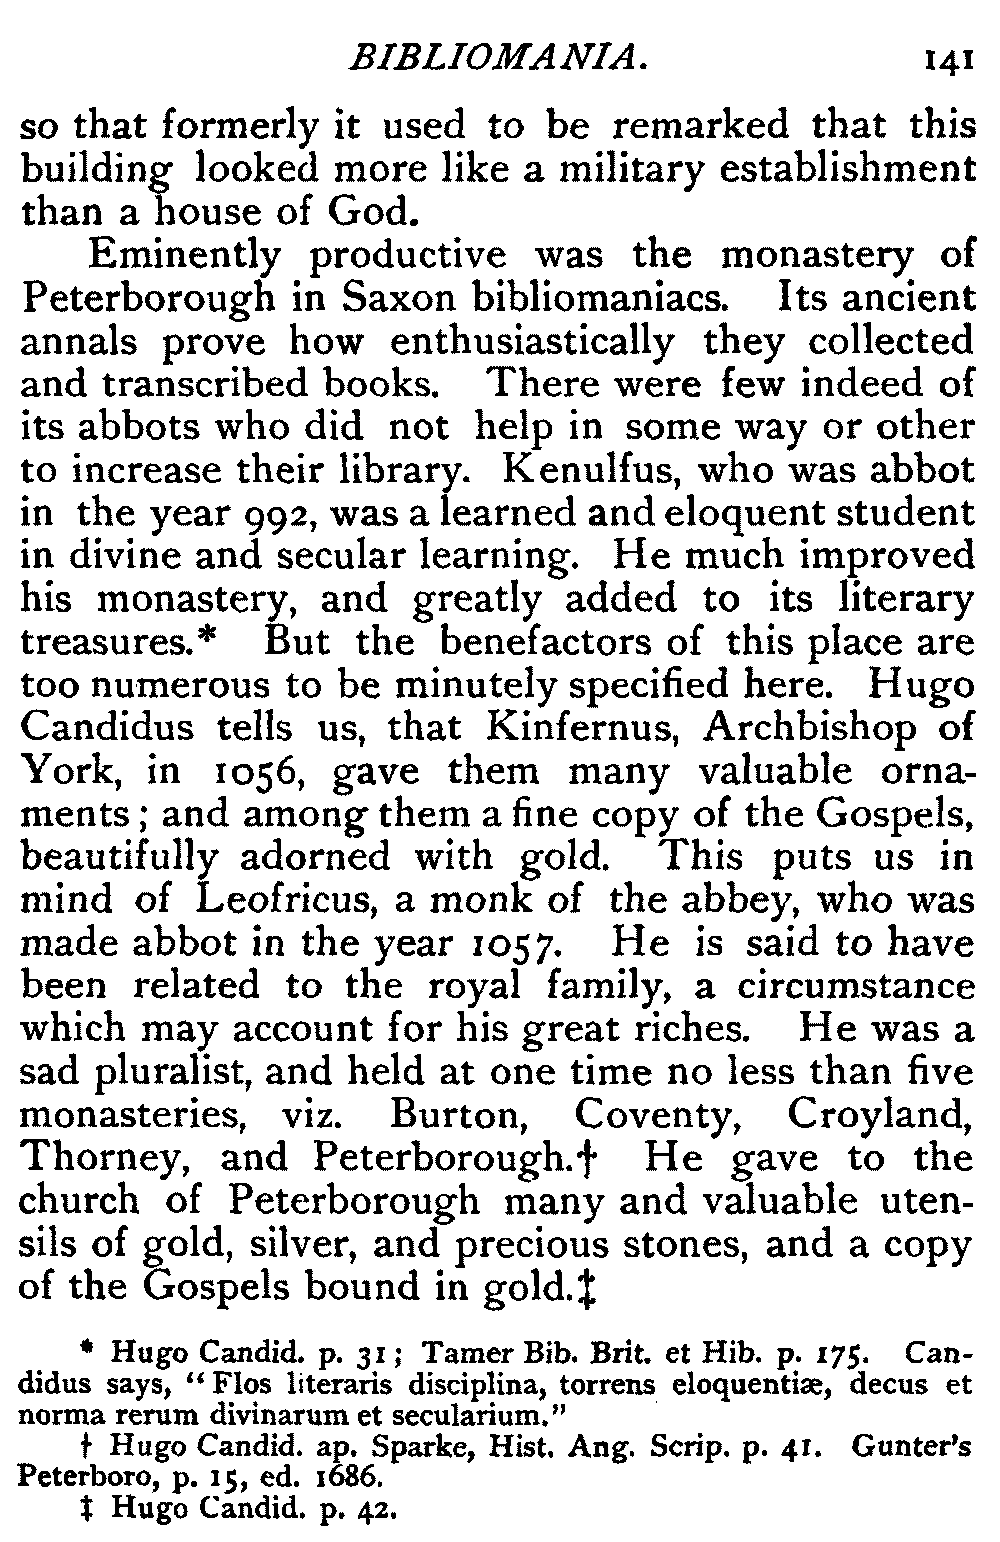 BIBLIOMANIA. 141
so that formerly it used to be remarked that this
building looked more like a military establishment
than a house of God.
Eminently productive was the monastery of
Peterborough in Saxon bibliomaniacs. Its ancient
annals prove how enthusiastically they collected
and transcribed books. There were few indeed of
its abbots who did not help in some way or other
to increase their library. Kenulfus, who was abbot
in the year 992, was a learned and eloquent student
in divine and secular learning. He much improved
his monastery, and greatly added to its literary
treasures.* But the benefactors of this place are
too numerous to be minutely specified here. Hugo
Candidus tells us, that Kinfernus, Archbishop of
York, in 1056, gave them many valuable orna-
ments; and among them a fine copy of the Gospels,
beautifully adorned with gold. This puts us in
mind of Leofricus, a monk of the abbey, who was
made abbot in the year 1057. He is said to have
been related to the royal family, a circumstance
which may account for his great riches. He was a
sad pluralist, and held at one time no less than five
monasteries, viz. Burton, Coventy, Croyland,
Thorney, and Peterborough.† He gave to the
church of Peterborough many and valuable uten-
sils of gold, silver, and precious stones, and a copy
of the Gospels bound in gold.‡
* Hugo Candid. p. 31; Tamer Bib. Brit. et Hib. p. 175. Can-
didus says, “Flos literaris disciplina, torrens eloquentiæ, decus et
norma rerum divinarum et secularium.”
† Hugo Candid. ap. Sparke, Hist. Ang. Scrip. p. 41. Gunter's
Peterboro, p. 15, ed. 1686.
‡ Hugo Candid. p. 42.